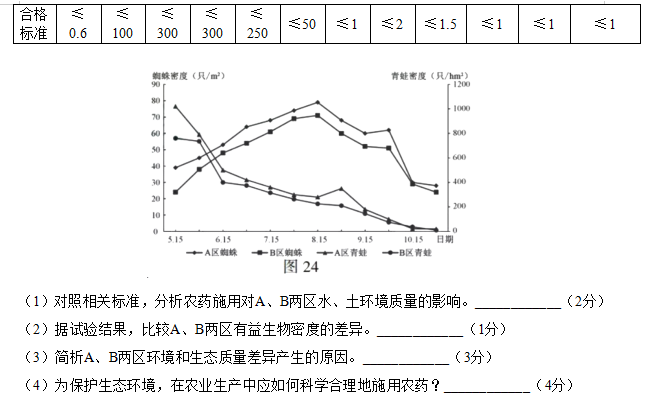 合格标准 ≤0.6 ≤100 ≤300 ≤300 ≤250 ≤50 ≤1 ≤2 ≤1.5 ≤1 ≤1 ≤1
蜘蛛密度（只/m²） 青蛙密度（只/hm²）
90 1200
80 1000
70
60 800
50 600
40
30 400
20 200
10
0 0
5.15 6.15 7.15 8.15 9.15 10.15 日期
A区蜘蛛 B区蜘蛛 A区青蛙 B区青蛙
图 24
（1）对照相关标准，分析农药施用对A、B两区水、土环境质量的影响。____________（2分）
（2）据试验结果，比较A、B两区有益生物密度的差异。____________（1分）
（3）简析A、B两区环境和生态质量差异产生的原因。____________（3分）
（4）为保护生态环境，在农业生产中应如何科学合理地施用农药？____________（4分）